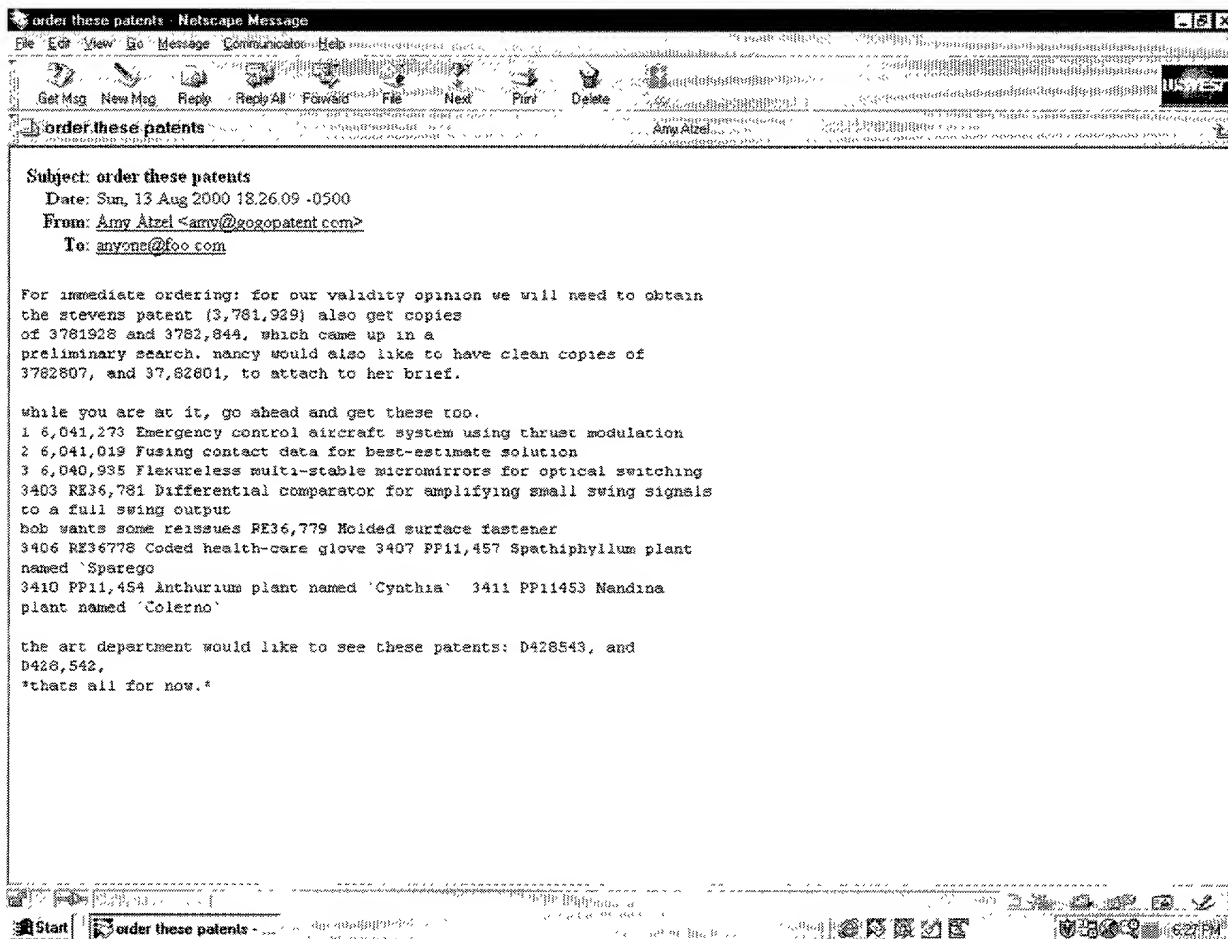 order these patents - Netscape Message
File Edit View Go Message Communicator Help
Get Msg New Msg Reply Reply All Forward File Next Print Delete
order these patents Amy Atzel
Subject: order these patents
Date: Sun, 13 Aug 2000 18:26:09 -0500
From: Amy Atzel <amy@gogopatent.com>
To: anyone@foo.com
For immediate ordering: for our validity opinion we will need to obtain
the stevens patent (3,781,929) also get copies
of 3781928 and 3782,844, which came up in a
preliminary search. nancy would also like to have clean copies of
3782807, and 37,82801, to attach to her brief.
while you are at it, go ahead and get these too.
1 6,041,273 Emergency control aircraft system using thrust modulation
2 6,041,019 Fusing contact data for best-estimate solution
3 6,040,935 Flexureless multi-stable micromirrors for optical switching
3403 RE36,781 Differential comparator for amplifying small swing signals
to a full swing output
bob wants some reissues RE36,779 Molded surface fastener
3406 RE36778 Coded health-care glove 3407 PP11,457 Spathiphyllum plant
named `Sparego
3410 PP11,454 Anthurium plant named `Cynthia` 3411 PP11453 Nandina
plant named `Colerno`
the art department would like to see these patents: D428543, and
D428,542,
*thats all for now.*
Start order these patents - ... 6:27 PM